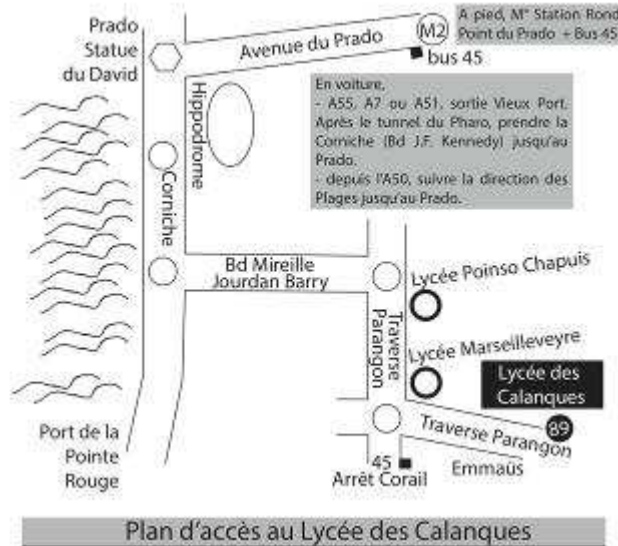 Prado
Statue
du David
Avenue du Prado
M2
bus 45
A pied, M° Station Rond
Point du Prado + Bus 45
En voiture,
- A55, A7 ou A51, sortie Vieux Port.
Après le tunnel du Pharo, prendre la
Corniche (Bd J.F. Kennedy) jusqu'au
Prado.
- depuis l'A50, suivre la direction des
Plages jusqu'au Prado.
Hippodrome
Corniche
Bd Mireille
Jourdan Barry
Lycée Poinso Chapuis
Traverse
Parangon
Lycée Marseilleveyre
Lycée des
Calanques
89
Traverse Parangon
Emmaüs
45
Arrêt Corail
Port de la
Pointe
Rouge
Plan d'accès au Lycée des Calanques